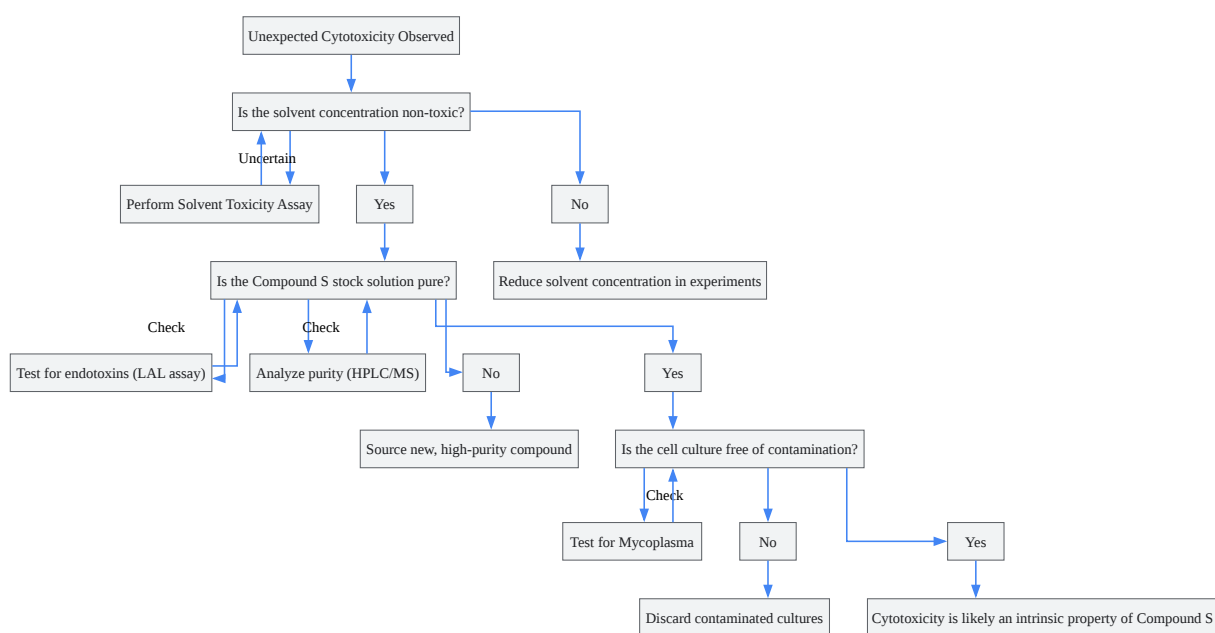 Unexpected Cytotoxicity Observed
Is the solvent concentration non-toxic?
Uncertain
Perform Solvent Toxicity Assay
Yes
No
Is the Compound S stock solution pure?
Reduce solvent concentration in experiments
Check
Check
Test for endotoxins (LAL assay)
Analyze purity (HPLC/MS)
No
Yes
Source new, high-purity compound
Is the cell culture free of contamination?
Check
Test for Mycoplasma
No
Yes
Discard contaminated cultures
Cytotoxicity is likely an intrinsic property of Compound S